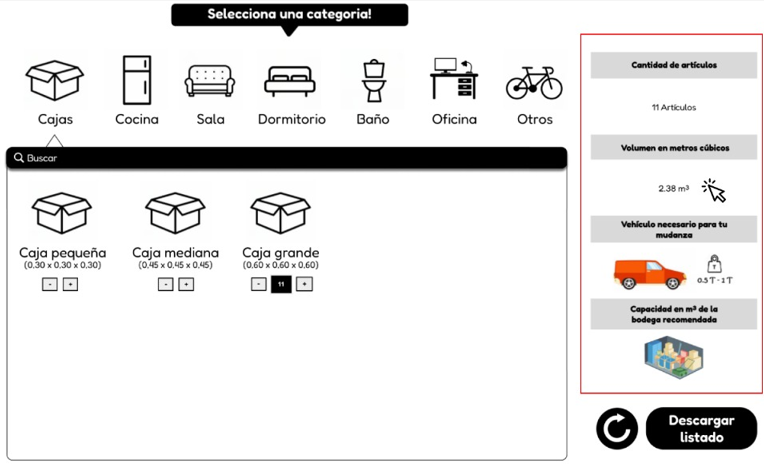 Selecciona una categoria!
Cajas
Cocina
Sala
Dormitorio
Baño
Oficina
Otros
Buscar
Caja pequeña
(0.30 x 0.30 x 0.30)
- +
Caja mediana
(0.45 x 0.45 x 0.45)
- +
Caja grande
(0.60 x 0.60 x 0.60)
- 11 +
Cantidad de artículos
11 Artículos
Volumen en metros cúbicos
2.38 m³
Vehículo necesario para tu
mudanza
0.5 T - 1 T
Capacidad en m³ de la
bodega recomendada
Descargar
listado